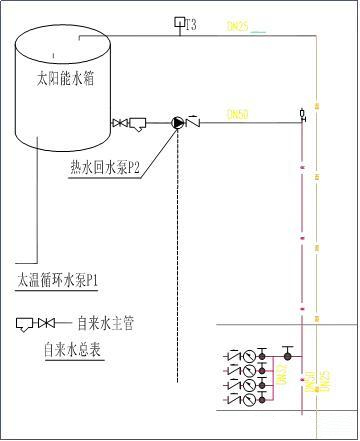 T3
DN25
太阳能水箱
DN50
热水回水泵P2
太温循环水泵P1
自来水主管
自来水总表
DN32
DN50
DN25